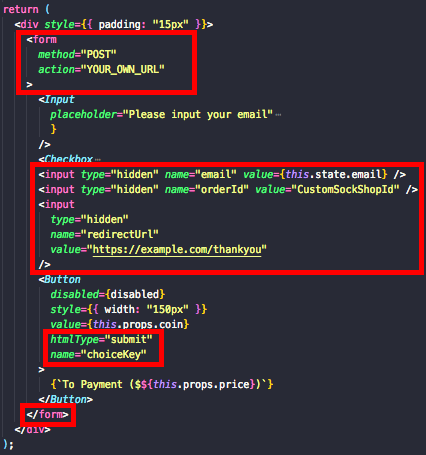 return (
<div style={{ padding: "15px" }}>
<form
method="POST"
action="YOUR_OWN_URL"
>
<Input
placeholder="Please input your email"…
}
/>
<Checkbox…
<input type="hidden" name="email" value={this.state.email} />
<input type="hidden" name="orderId" value="CustomSockShopId" />
<input
type="hidden"
name="redirectUrl"
value="https://example.com/thankyou"
/>
<Button
disabled={disabled}
style={{ width: "150px" }}
value={this.props.coin}
htmlType="submit"
name="choiceKey"
>
{`To Payment ($${this.props.price})`}
</Button>
</form>
</div>
);